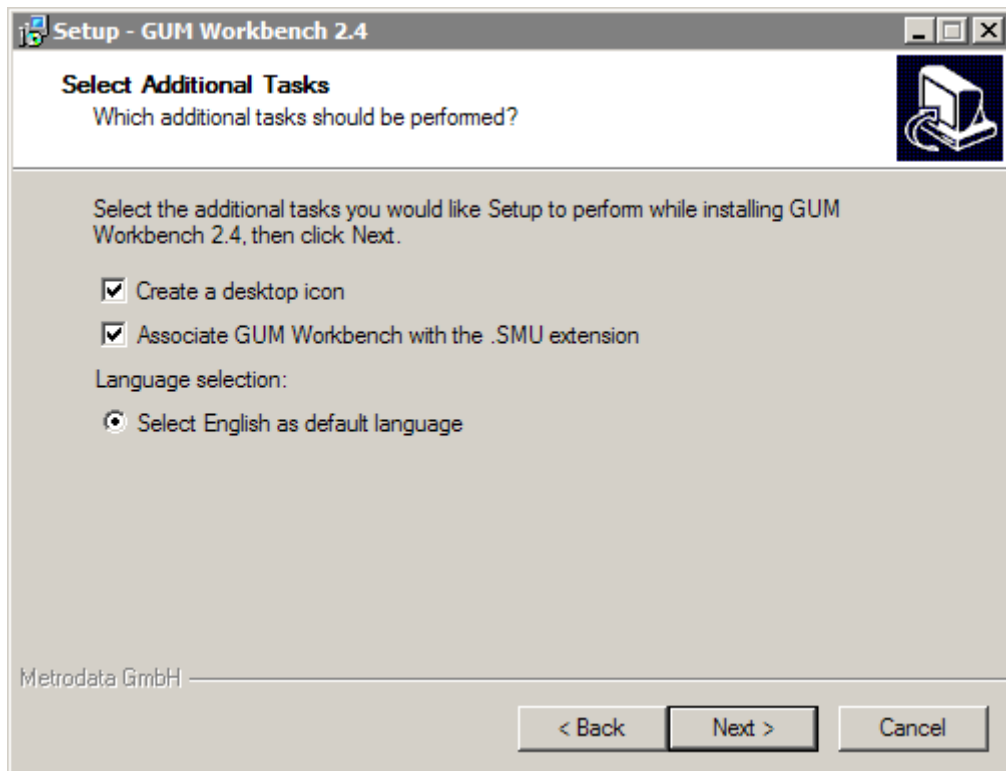 Setup - GUM Workbench 2.4
Select Additional Tasks
Which additional tasks should be performed?
Select the additional tasks you would like Setup to perform while installing GUM
Workbench 2.4, then click Next.
Create a desktop icon
Associate GUM Workbench with the .SMU extension
Language selection:
Select English as default language
Metrodata GmbH
< Back
Next >
Cancel